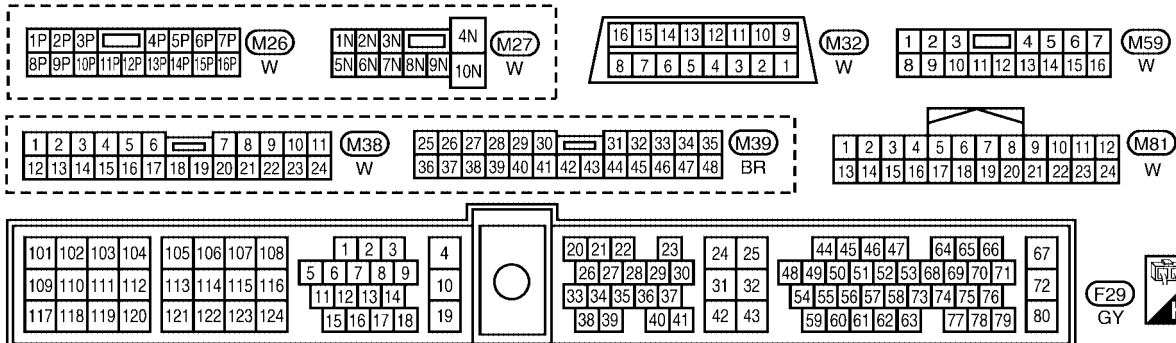 1P 2P 3P 4P 5P 6P 7P
8P 9P 10P 11P 12P 13P 14P 15P 16P
M26
W
1N 2N 3N 4N
5N 6N 7N 8N 9N 10N
M27
W
16 15 14 13 12 11 10 9
8 7 6 5 4 3 2 1
M32
W
1 2 3 4 5 6 7
8 9 10 11 12 13 14 15 16
M59
W
1 2 3 4 5 6 7 8 9 10 11
12 13 14 15 16 17 18 19 20 21 22 23 24
M38
W
25 26 27 28 29 30 31 32 33 34 35
36 37 38 39 40 41 42 43 44 45 46 47 48
M39
BR
1 2 3 4 5 6 7 8 9 10 11 12
13 14 15 16 17 18 19 20 21 22 23 24
M81
W
101 102 103 104 105 106 107 108
109 110 111 112 113 114 115 116
117 118 119 120 121 122 123 124
1 2 3 4
5 6 7 8 9 10
11 12 13 14
15 16 17 18 19
20 21 22 23 24 25
26 27 28 29 30
33 34 35 36 37 31 32
38 39 40 41 42 43
44 45 46 47 64 65 66 67
48 49 50 51 52 53 68 69 70 71
54 55 56 57 58 73 74 75 76 72
59 60 61 62 63 77 78 79 80
F29
GY